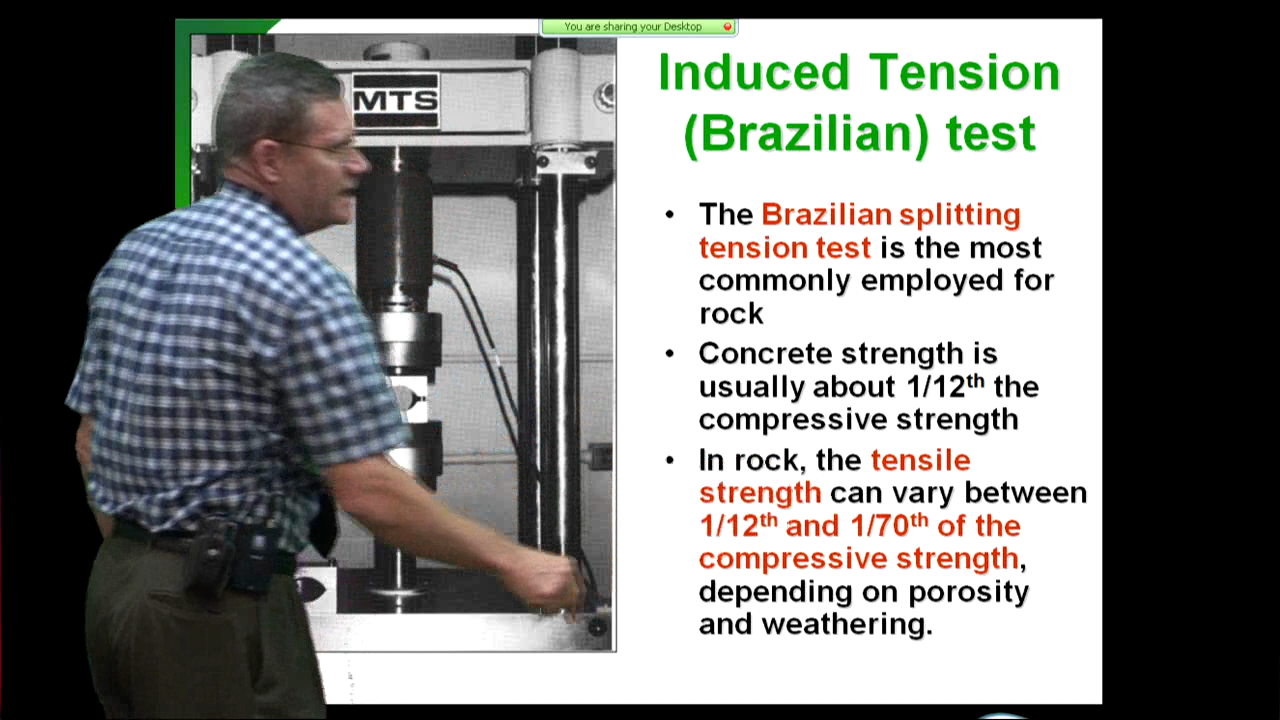 You are sharing your Desktop
MTS
Induced Tension
(Brazilian) test
• The Brazilian splitting
tension test is the most
commonly employed for
rock
• Concrete strength is
usually about 1/12th the
compressive strength
• In rock, the tensile
strength can vary between
1/12th and 1/70th of the
compressive strength,
depending on porosity
and weathering.